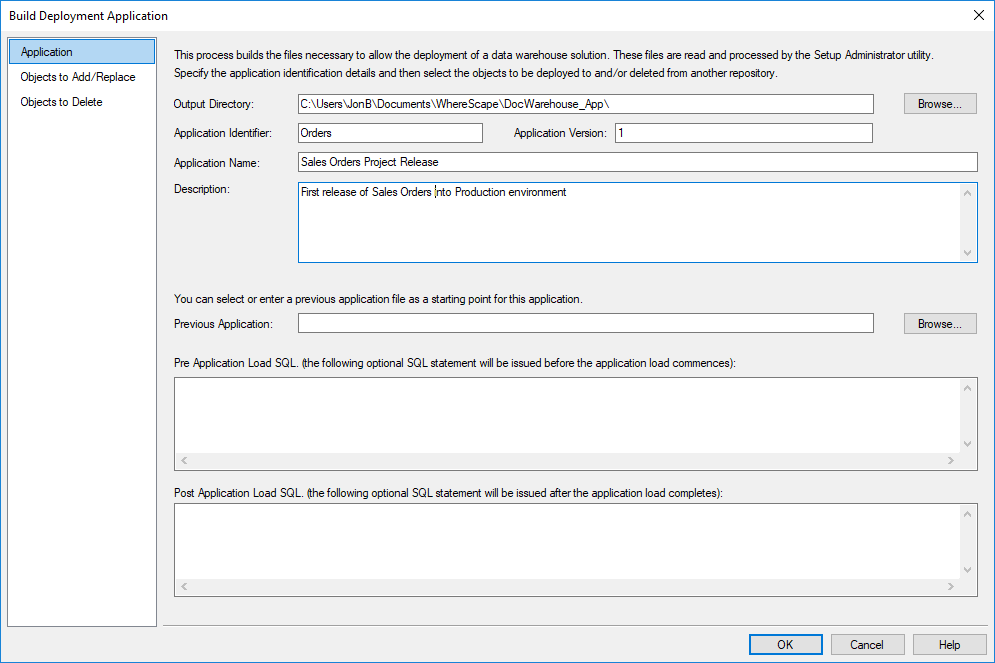 Build Deployment Application
Application
Objects to Add/Replace
Objects to Delete
This process builds the files necessary to allow the deployment of a data warehouse solution. These files are read and processed by the Setup Administrator utility.
Specify the application identification details and then select the objects to be deployed to and/or deleted from another repository.
Output Directory: C:\Users\JonB\Documents\WhereScape\DocWarehouse_App\ Browse...
Application Identifier: Orders Application Version: 1
Application Name: Sales Orders Project Release
Description: First release of Sales Orders into Production environment
You can select or enter a previous application file as a starting point for this application.
Previous Application: Browse...
Pre Application Load SQL. (the following optional SQL statement will be issued before the application load commences):
Post Application Load SQL. (the following optional SQL statement will be issued after the application load completes):
OK Cancel Help